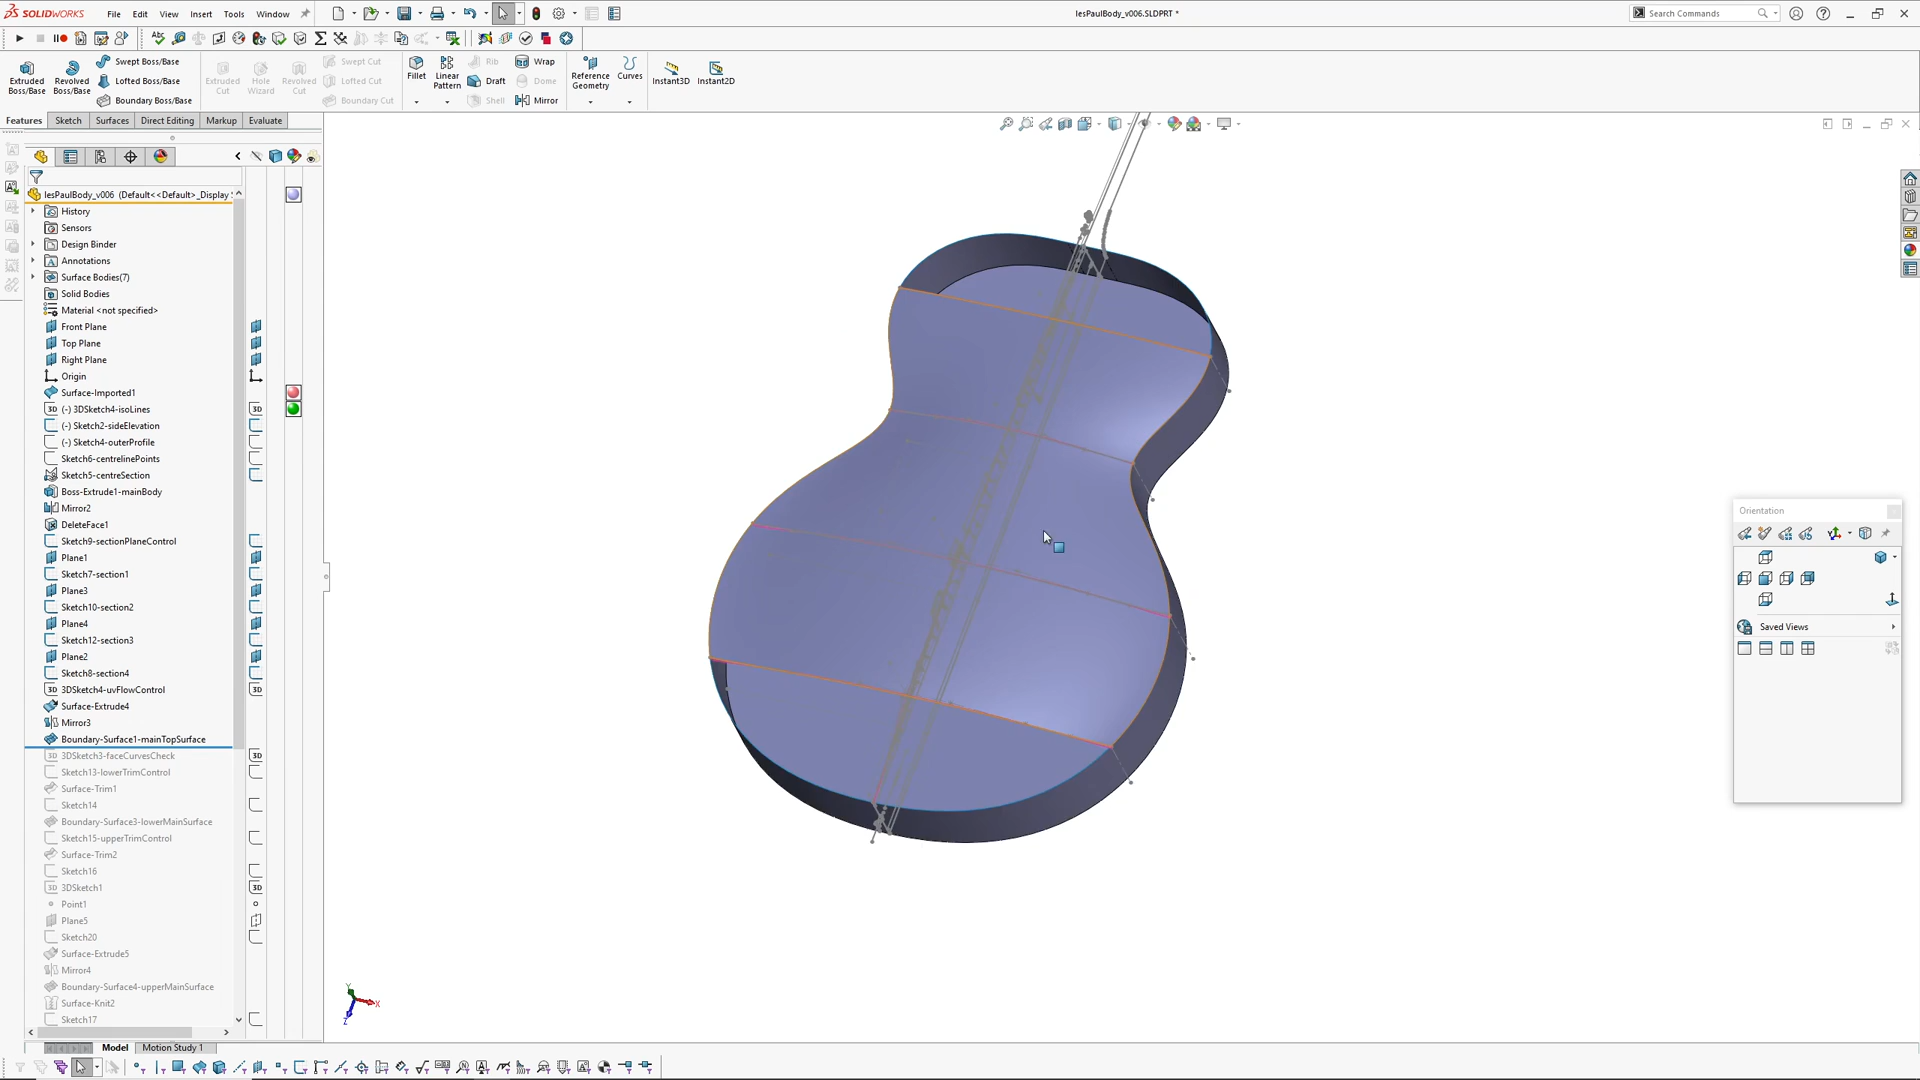 SOLIDWORKS File Edit View Insert Tools Window lesPaulBody_v006.SLDPRT * Search Commands
Extruded Boss/Base
Revolved Boss/Base
Swept Boss/Base
Lofted Boss/Base
Boundary Boss/Base
Extruded Cut
Hole Wizard
Revolved Cut
Swept Cut
Lofted Cut
Boundary Cut
Fillet
Linear Pattern
Rib
Draft
Shell
Wrap
Dome
Mirror
Reference Geometry
Curves
Instant3D
Instant2D
Features Sketch Surfaces Direct Editing Markup Evaluate
lesPaulBody_v006 (Default<<Default>_Display
History
Sensors
Design Binder
Annotations
Surface Bodies(7)
Solid Bodies
Material <not specified>
Front Plane
Top Plane
Right Plane
Origin
Surface-Imported1
3D (-) 3DSketch4-isoLines 3D
(-) Sketch2-sideElevation
(-) Sketch4-outerProfile
Sketch6-centrelinePoints
Sketch5-centreSection
Boss-Extrude1-mainBody
Mirror2
DeleteFace1
Sketch9-sectionPlaneControl
Plane1
Sketch7-section1
Plane3
Sketch10-section2
Plane4
Sketch12-section3
Plane2
Sketch8-section4
3D 3DSketch4-uvFlowControl 3D
Surface-Extrude4
Mirror3
Boundary-Surface1-mainTopSurface
3D 3DSketch3-faceCurvesCheck 3D
Sketch13-lowerTrimControl
Surface-Trim1
Sketch14
Boundary-Surface3-lowerMainSurface
Sketch15-upperTrimControl
Surface-Trim2
Sketch16
3D 3DSketch1 3D
Point1
Plane5
Sketch20
Surface-Extrude5
Mirror4
Boundary-Surface4-upperMainSurface
Surface-Knit2
Sketch17
Orientation
Saved Views
Y X Z
Model Motion Study 1